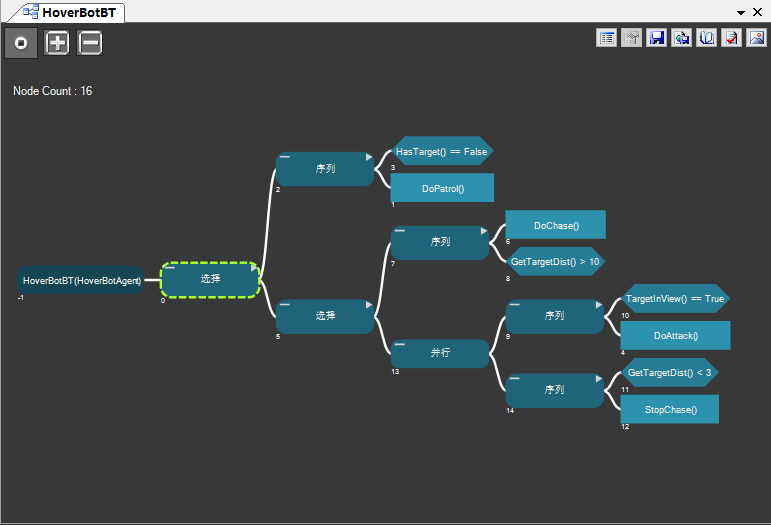 HoverBotBT
Node Count : 16
HoverBotBT(HoverBotAgent)
-1
选择
0
序列
2
HasTarget() == False
3
DoPatrol()
1
选择
5
序列
7
DoChase()
6
GetTargetDist() > 10
8
并行
13
序列
9
TargetInView() == True
10
DoAttack()
4
序列
14
GetTargetDist() < 3
11
StopChase()
12